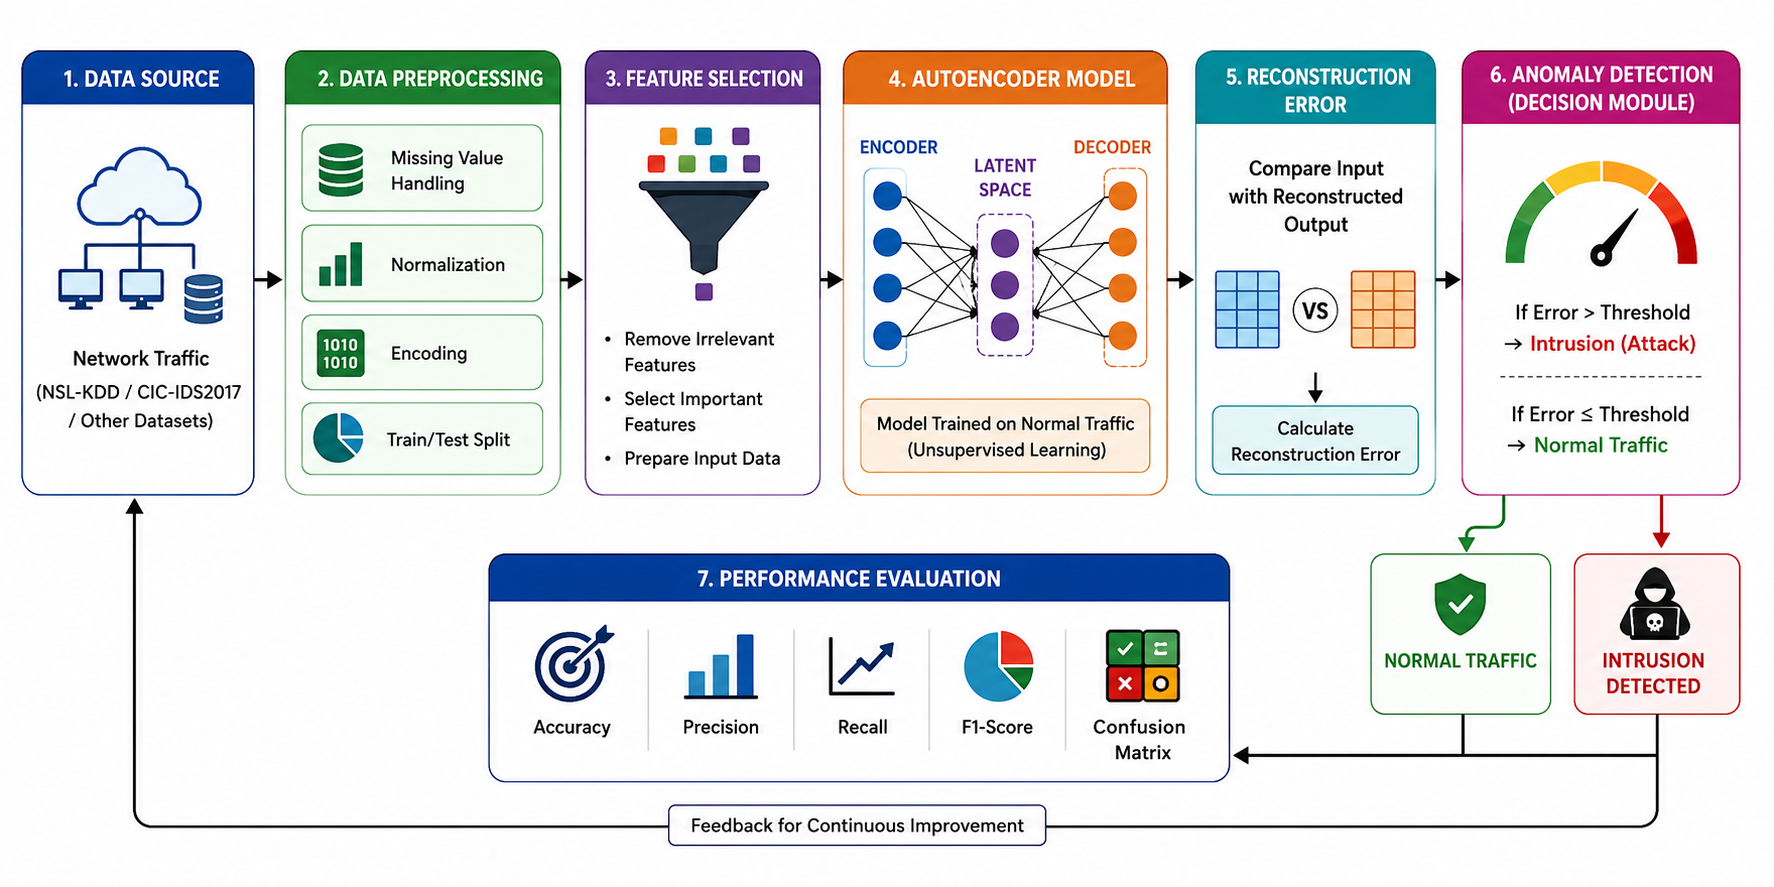 1. DATA SOURCE
Network Traffic
(NSL-KDD / CIC-IDS2017
/ Other Datasets)
2. DATA PREPROCESSING
Missing Value
Handling
Normalization
1010
1010
Encoding
Train/Test Split
3. FEATURE SELECTION
• Remove Irrelevant
Features
• Select Important
Features
• Prepare Input Data
4. AUTOENCODER MODEL
ENCODER
LATENT
SPACE
DECODER
Model Trained on Normal Traffic
(Unsupervised Learning)
5. RECONSTRUCTION
ERROR
Compare Input
with Reconstructed
Output
VS
Calculate
Reconstruction Error
6. ANOMALY DETECTION
(DECISION MODULE)
If Error > Threshold
→ Intrusion (Attack)
If Error ≤ Threshold
→ Normal Traffic
NORMAL TRAFFIC
INTRUSION
DETECTED
7. PERFORMANCE EVALUATION
Accuracy
Precision
Recall
F1-Score
Confusion
Matrix
Feedback for Continuous Improvement